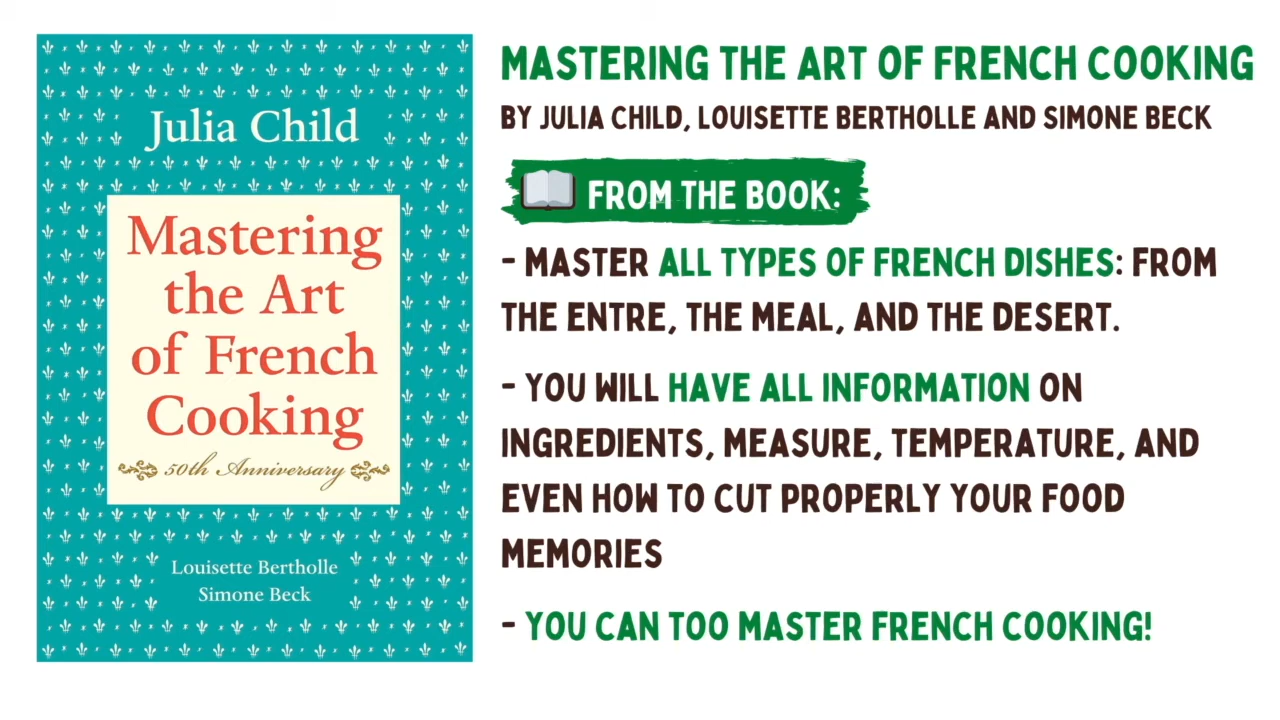 Julia Child
Mastering
the Art
of French
Cooking
50th Anniversary
Louisette Bertholle
Simone Beck
MASTERING THE ART OF FRENCH COOKING
BY JULIA CHILD, LOUISETTE BERTHOLLE AND SIMONE BECK
FROM THE BOOK:
- MASTER ALL TYPES OF FRENCH DISHES: FROM
THE ENTRE, THE MEAL, AND THE DESERT.
- YOU WILL HAVE ALL INFORMATION ON
INGREDIENTS, MEASURE, TEMPERATURE, AND
EVEN HOW TO CUT PROPERLY YOUR FOOD
MEMORIES
- YOU CAN TOO MASTER FRENCH COOKING!